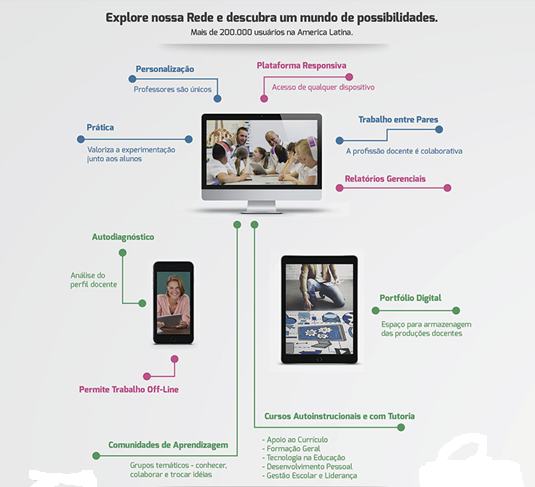 Explore nossa Rede e descubra um mundo de possibilidades.
Mais de 200.000 usuários na America Latina.
Personalização
Professores são únicos
Plataforma Responsiva
Acesso de qualquer dispositivo
Prática
Valoriza a experimentação
junto aos alunos
Trabalho entre Pares
A profissão docente é colaborativa
Relatórios Gerenciais
Autodiagnóstico
Análise do
perfil docente
Portfólio Digital
Espaço para armazenagem
das produções docentes
Permite Trabalho Off-Line
Cursos Autoinstrucionais e com Tutoria
- Apoio ao Currículo
- Formação Geral
- Tecnologia na Educação
- Desenvolvimento Pessoal
- Gestão Escolar e Liderança
Comunidades de Aprendizagem
Grupos temáticos - conhecer,
colaborar e trocar idéias